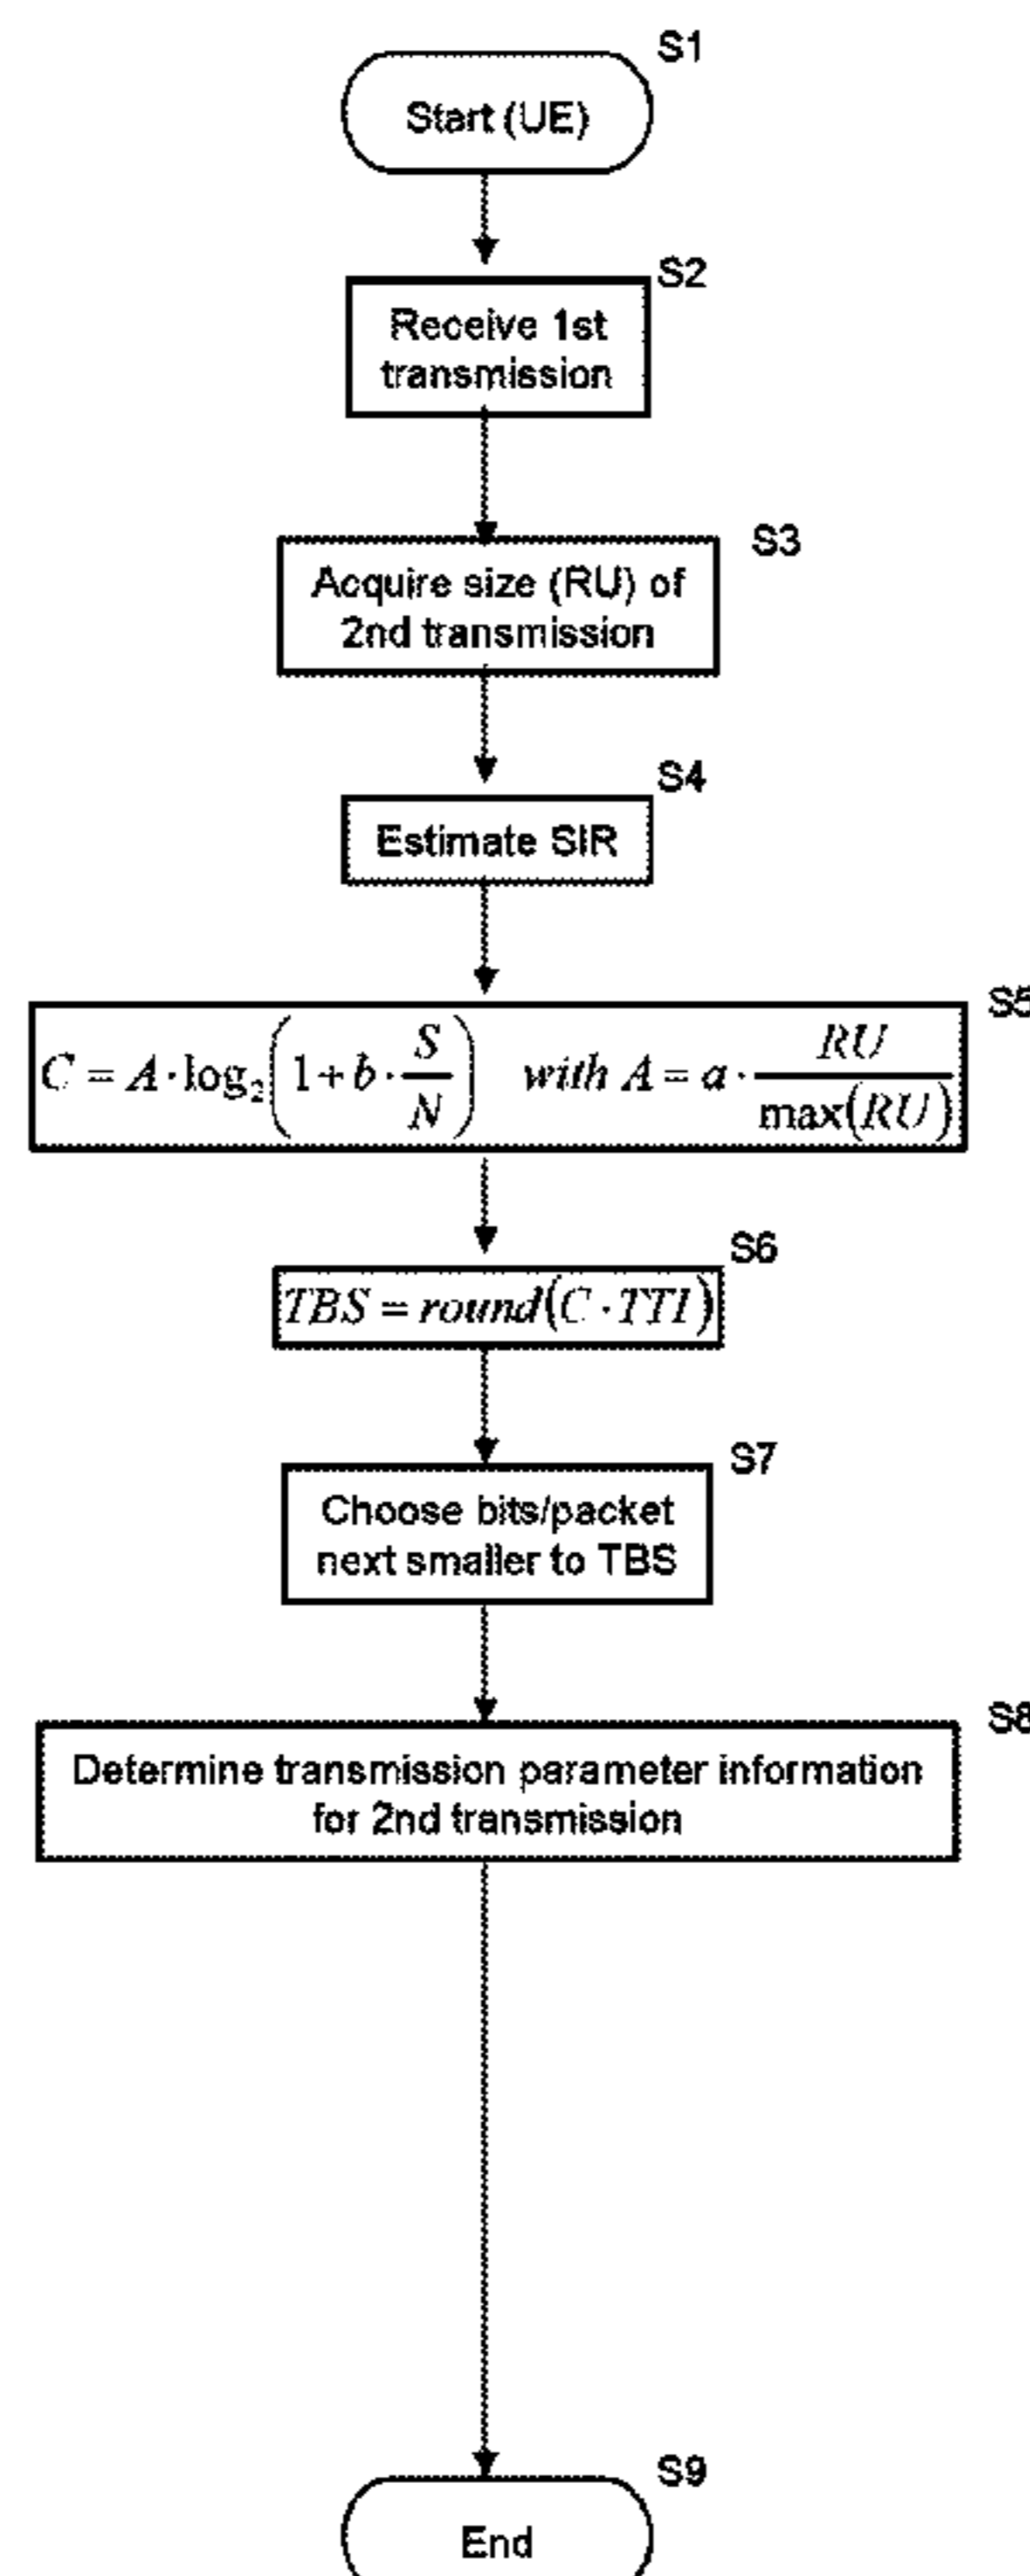 S1
Start (UE)
S2
Receive 1st
transmission
S3
Acquire size (RU) of
2nd transmission
S4
Estimate SIR
S5
C = A · log₂(1 + b · S/N) with A = a · RU/max(RU)
S6
TBS = round(C · TTI)
S7
Choose bits/packet
next smaller to TBS
S8
Determine transmission parameter information
for 2nd transmission
S9
End